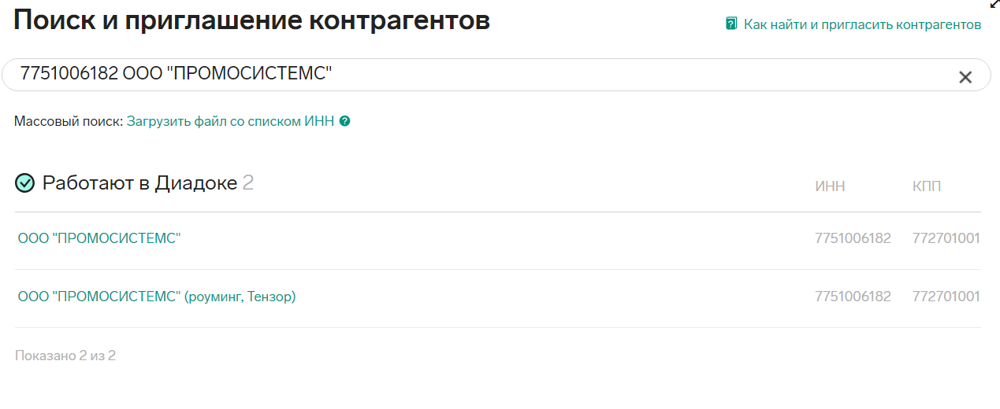 Поиск и приглашение контрагентов
Как найти и пригласить контрагентов
7751006182 ООО "ПРОМОСИСТЕМС"
Массовый поиск: Загрузить файл со списком ИНН
Работают в Диадоке 2 ИНН КПП
ООО "ПРОМОСИСТЕМС" 7751006182 772701001
ООО "ПРОМОСИСТЕМС" (роуминг, Тензор) 7751006182 772701001
Показано 2 из 2